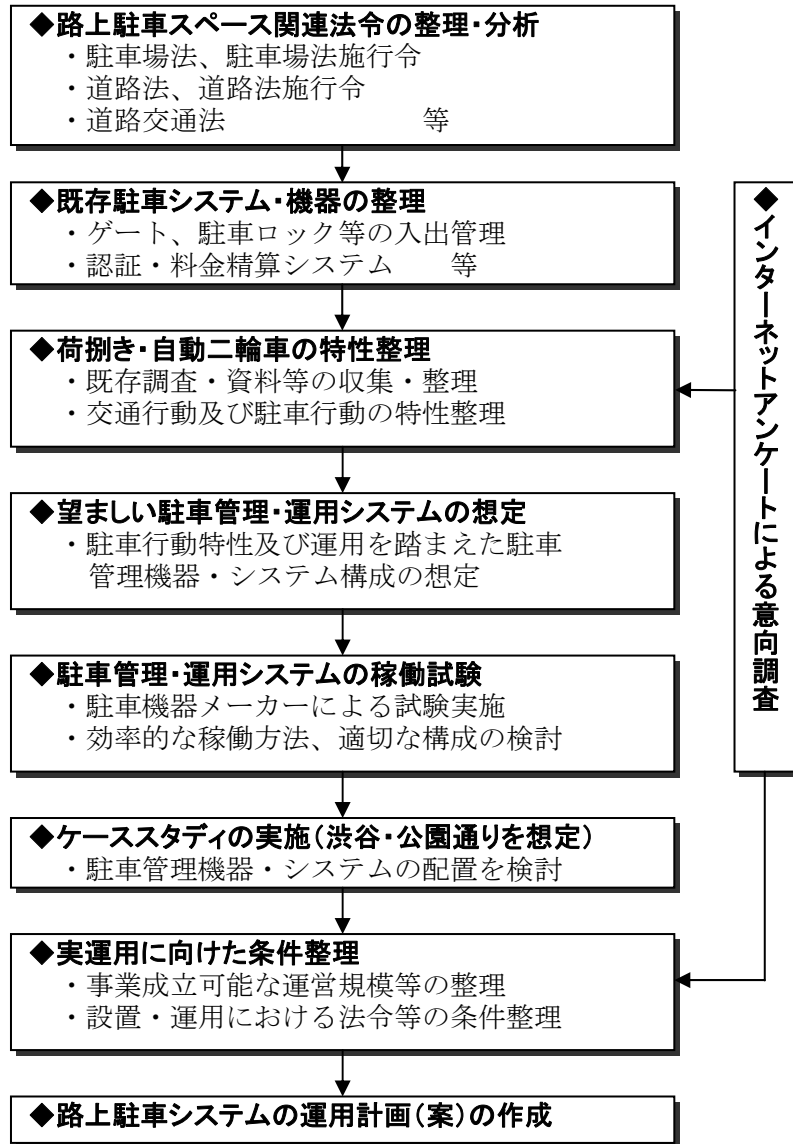 ◆路上駐車スペース関連法令の整理・分析
・駐車場法、駐車場法施行令
・道路法、道路法施行令
・道路交通法　　　　　　等
◆既存駐車システム・機器の整理
・ゲート、駐車ロック等の入出管理
・認証・料金精算システム　　等
◆荷捌き・自動二輪車の特性整理
・既存調査・資料等の収集・整理
・交通行動及び駐車行動の特性整理
◆望ましい駐車管理・運用システムの想定
・駐車行動特性及び運用を踏まえた駐車
管理機器・システム構成の想定
◆駐車管理・運用システムの稼働試験
・駐車機器メーカーによる試験実施
・効率的な稼働方法、適切な構成の検討
◆ケーススタディの実施（渋谷・公園通りを想定）
・駐車管理機器・システムの配置を検討
◆実運用に向けた条件整理
・事業成立可能な運営規模等の整理
・設置・運用における法令等の条件整理
◆路上駐車システムの運用計画（案）の作成
◆インターネットアンケートによる意向調査